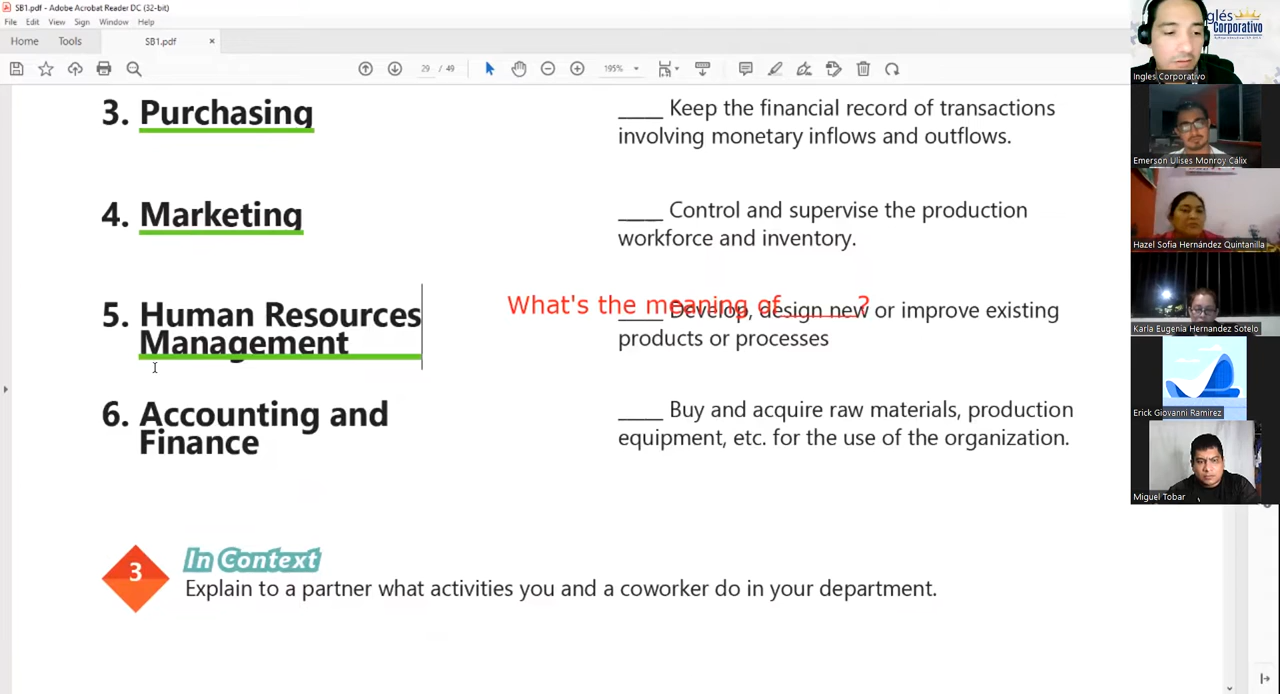 SB1.pdf - Adobe Acrobat Reader DC (32-bit)
File Edit View Sign Window Help
Home Tools SB1.pdf ×
29 / 49 195%
3. Purchasing
____ Keep the financial record of transactions
involving monetary inflows and outflows.
4. Marketing
____ Control and supervise the production
workforce and inventory.
5. Human Resources
Management
What's the meaning of______?
____ Develop, design new or improve existing
products or processes
6. Accounting and
Finance
____ Buy and acquire raw materials, production
equipment, etc. for the use of the organization.
3
In Context
Explain to a partner what activities you and a coworker do in your department.
glés
Corporativo
Ingles Corporativo
Emerson Ulises Monroy Cálix
Hazel Sofia Hernández Quintanilla
Karla Eugenia Hernandez Sotelo
Erick Giovanni Ramirez
Miguel Tobar